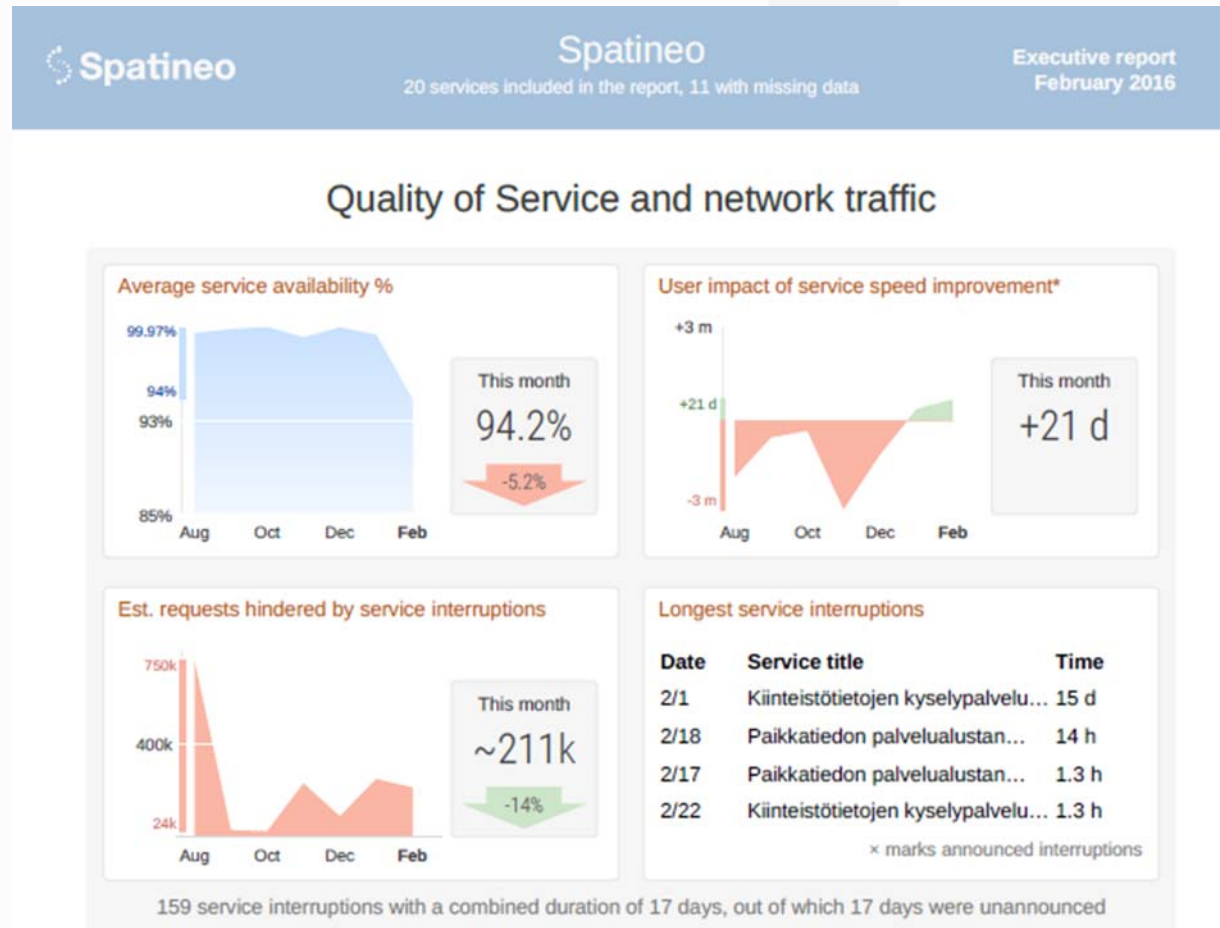 Spatineo
Spatineo
20 services included in the report, 11 with missing data
Executive report
February 2016
Quality of Service and network traffic
Average service availability %
99.97%
94%
93%
85%
Aug Oct Dec Feb
This month
94.2%
-5.2%
User impact of service speed improvement*
+3 m
+21 d
-3 m
Aug Oct Dec Feb
This month
+21 d
Est. requests hindered by service interruptions
750k
400k
24k
Aug Oct Dec Feb
This month
~211k
-14%
Longest service interruptions
Date Service title Time
2/1 Kiinteistötietojen kyselypalvelu... 15 d
2/18 Paikkatiedon palvelualustan... 14 h
2/17 Paikkatiedon palvelualustan... 1.3 h
2/22 Kiinteistötietojen kyselypalvelu... 1.3 h
× marks announced interruptions
159 service interruptions with a combined duration of 17 days, out of which 17 days were unannounced